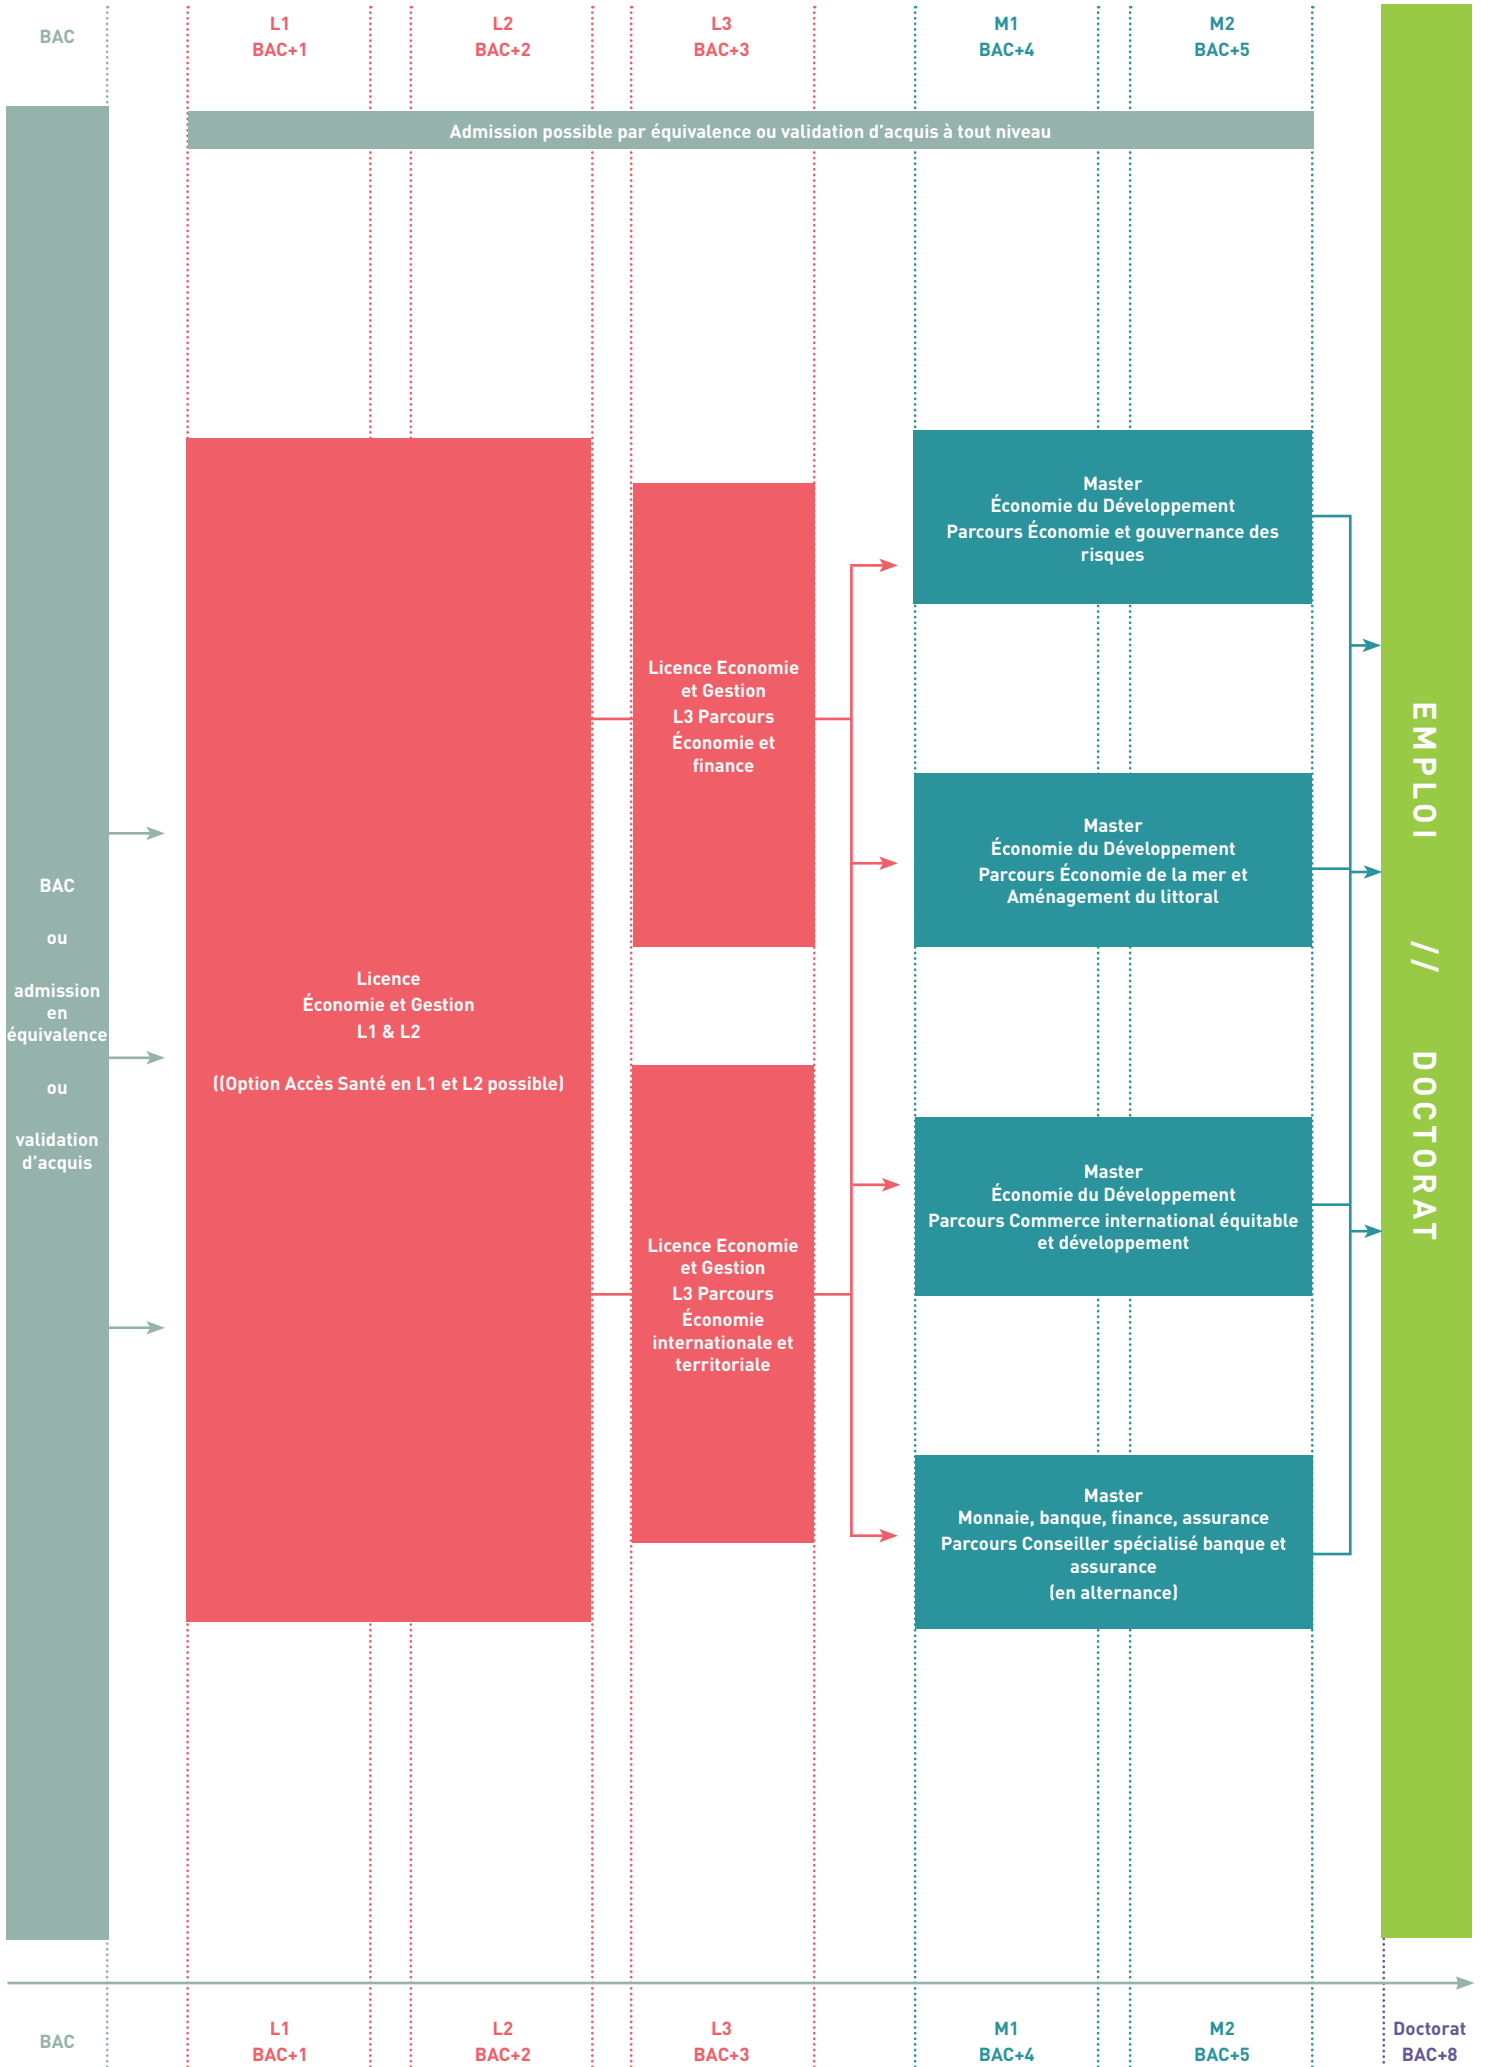 BAC
L1
BAC+1
L2
BAC+2
L3
BAC+3
M1
BAC+4
M2
BAC+5
Admission possible par équivalence ou validation d’acquis à tout niveau
BAC
ou
admission
en
équivalence
ou
validation
d’acquis
Licence
Économie et Gestion
L1 & L2
((Option Accès Santé en L1 et L2 possible)
Licence Economie
et Gestion
L3 Parcours
Économie et
finance
Licence Economie
et Gestion
L3 Parcours
Économie
internationale et
territoriale
Master
Économie du Développement
Parcours Économie et gouvernance des
risques
Master
Économie du Développement
Parcours Économie de la mer et
Aménagement du littoral
Master
Économie du Développement
Parcours Commerce international équitable
et développement
Master
Monnaie, banque, finance, assurance
Parcours Conseiller spécialisé banque et
assurance
(en alternance)
EMPLOI // DOCTORAT
BAC
L1
BAC+1
L2
BAC+2
L3
BAC+3
M1
BAC+4
M2
BAC+5
Doctorat
BAC+8